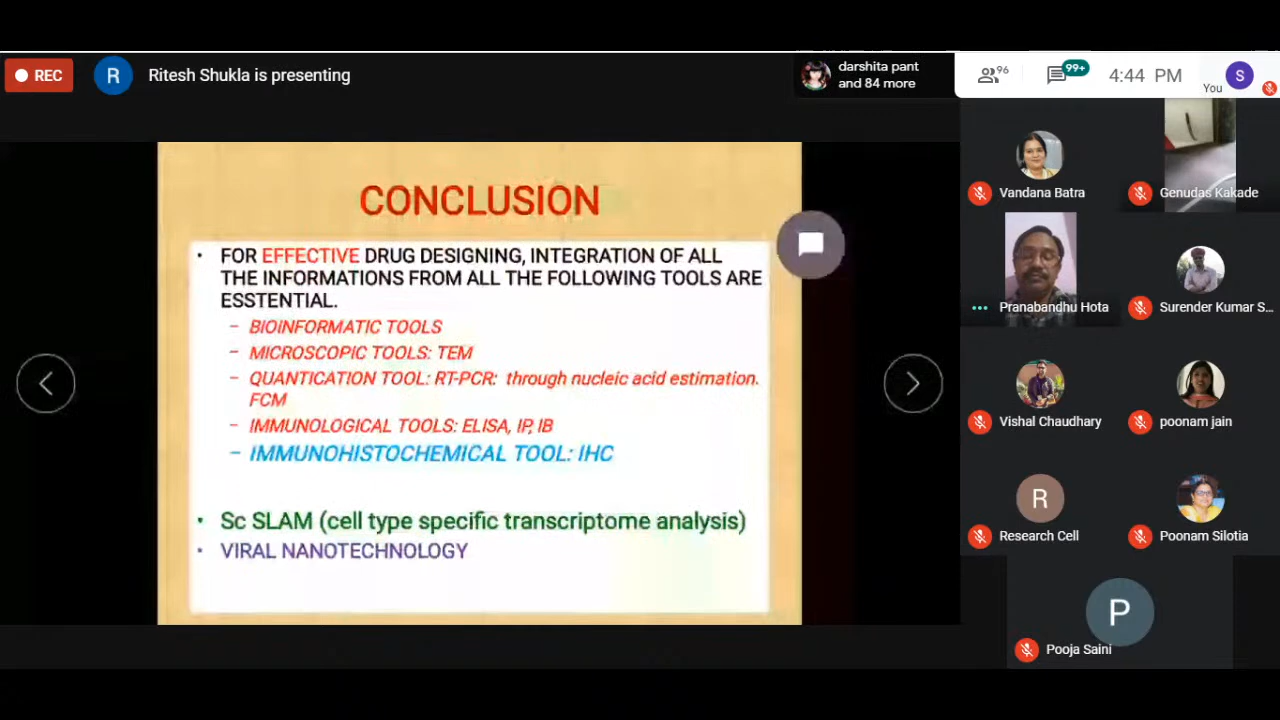 REC
R
Ritesh Shukla is presenting
darshita pant
and 84 more
96
99+
4:44 PM
You
S
CONCLUSION
• FOR EFFECTIVE DRUG DESIGNING, INTEGRATION OF ALL
THE INFORMATIONS FROM ALL THE FOLLOWING TOOLS ARE
ESSTENTIAL.
– BIOINFORMATIC TOOLS
– MICROSCOPIC TOOLS: TEM
– QUANTICATION TOOL: RT-PCR: through nucleic acid estimation.
FCM
– IMMUNOLOGICAL TOOLS: ELISA, IP, IB
– IMMUNOHISTOCHEMICAL TOOL: IHC
• Sc SLAM (cell type specific transcriptome analysis)
• VIRAL NANOTECHNOLOGY
Vandana Batra
Genudas Kakade
Pranabandhu Hota
Surender Kumar S...
Vishal Chaudhary
poonam jain
R
Research Cell
Poonam Silotia
P
Pooja Saini